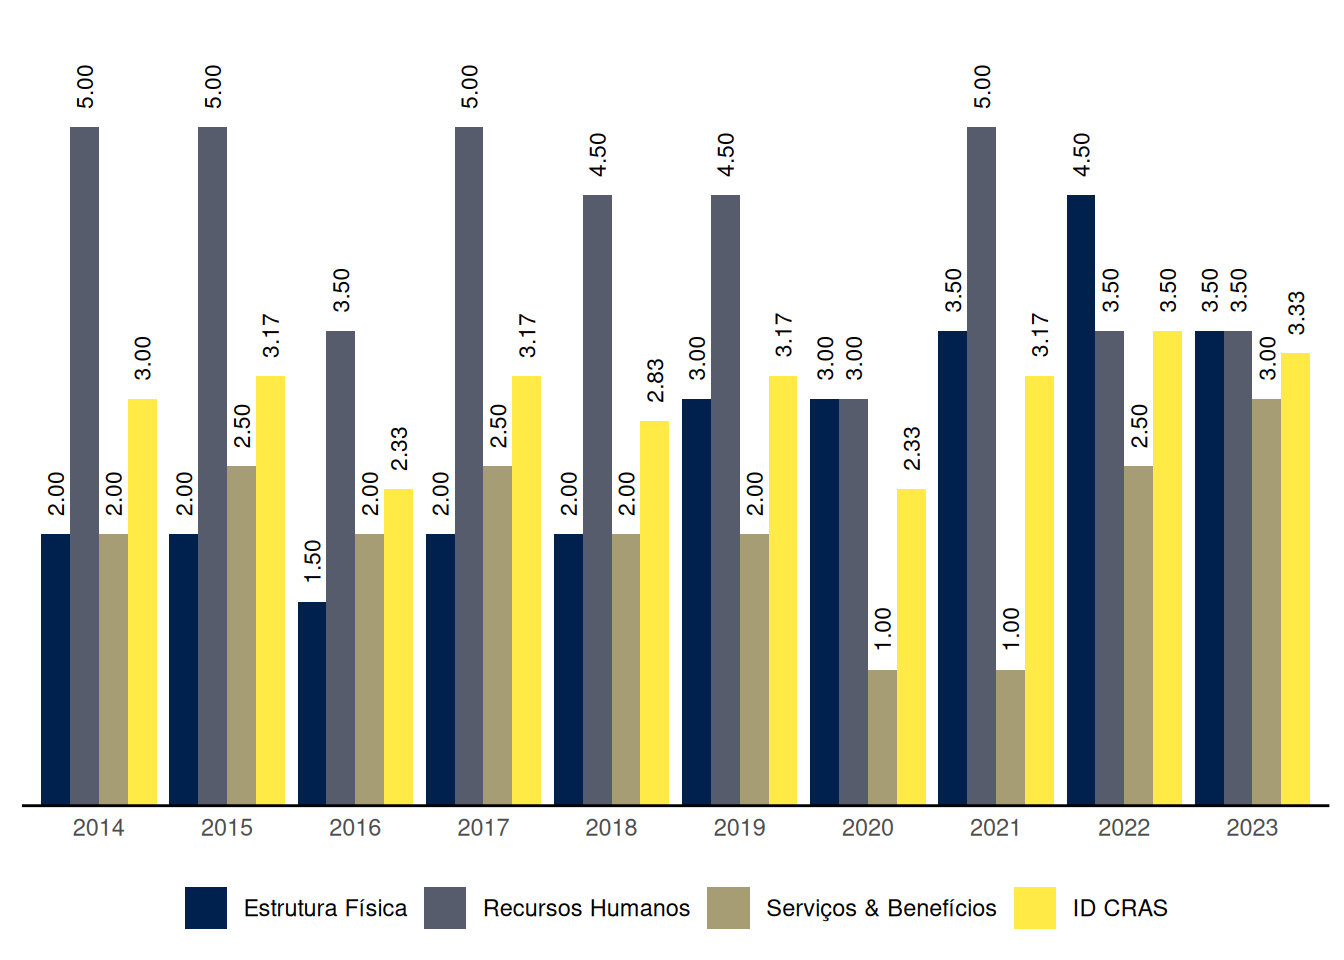 5.00 5.00 5.00 5.00
4.50 4.50 4.50
3.50 3.50 3.50 3.50 3.50 3.50 3.50
3.33
3.17 3.17 3.17 3.17
3.00 3.00 3.00 3.00 3.00
2.83
2.50 2.50 2.50
2.33 2.33
2.00 2.00 2.00 2.00 2.00 2.00 2.00 2.00
1.50
1.00 1.00
2014 2015 2016 2017 2018 2019 2020 2021 2022 2023
Estrutura Física Recursos Humanos Serviços & Benefícios ID CRAS